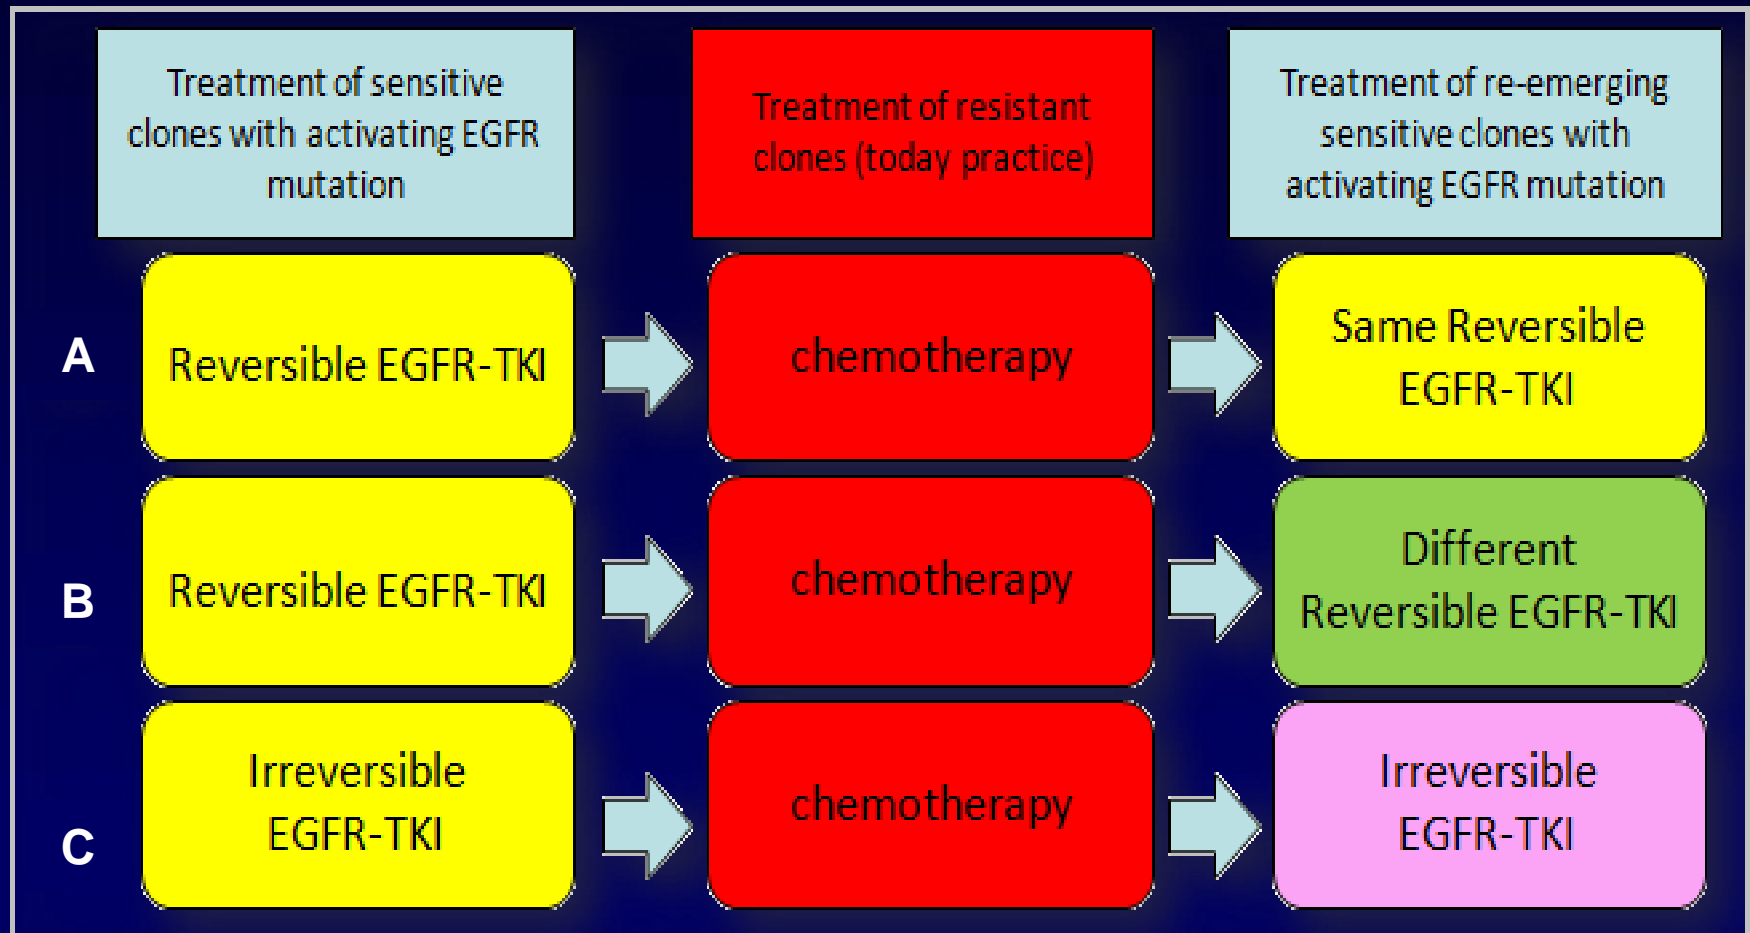 Treatment of sensitive
clones with activating EGFR
mutation
Treatment of resistant
clones (today practice)
Treatment of re-emerging
sensitive clones with
activating EGFR mutation
A
Reversible EGFR-TKI
chemotherapy
Same Reversible
EGFR-TKI
B
Reversible EGFR-TKI
chemotherapy
Different
Reversible EGFR-TKI
C
Irreversible
EGFR-TKI
chemotherapy
Irreversible
EGFR-TKI